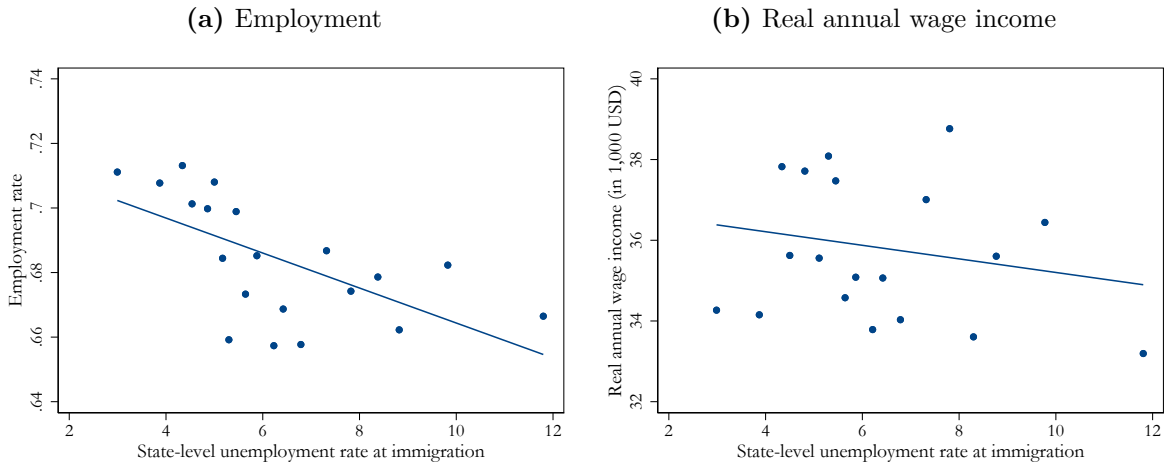 (a) Employment
Employment rate
.74
.72
.7
.68
.66
.64
2 4 6 8 10 12
State-level unemployment rate at immigration
(b) Real annual wage income
Real annual wage income (in 1,000 USD)
40
38
36
34
32
2 4 6 8 10 12
State-level unemployment rate at immigration